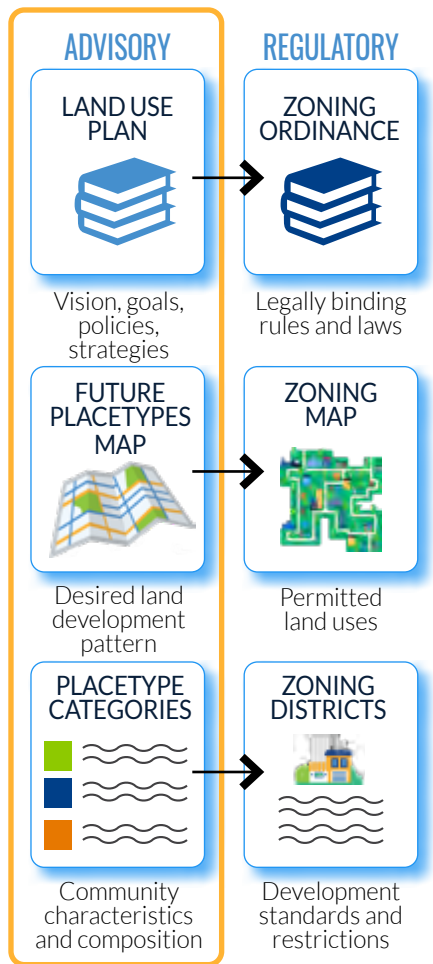 ADVISORY
REGULATORY
LAND USE
PLAN
ZONING
ORDINANCE
Vision, goals,
policies,
strategies
Legally binding
rules and laws
FUTURE
PLACETYPES
MAP
ZONING
MAP
Desired land
development
pattern
Permitted
land uses
PLACETYPE
CATEGORIES
ZONING
DISTRICTS
Community
characteristics
and composition
Development
standards and
restrictions